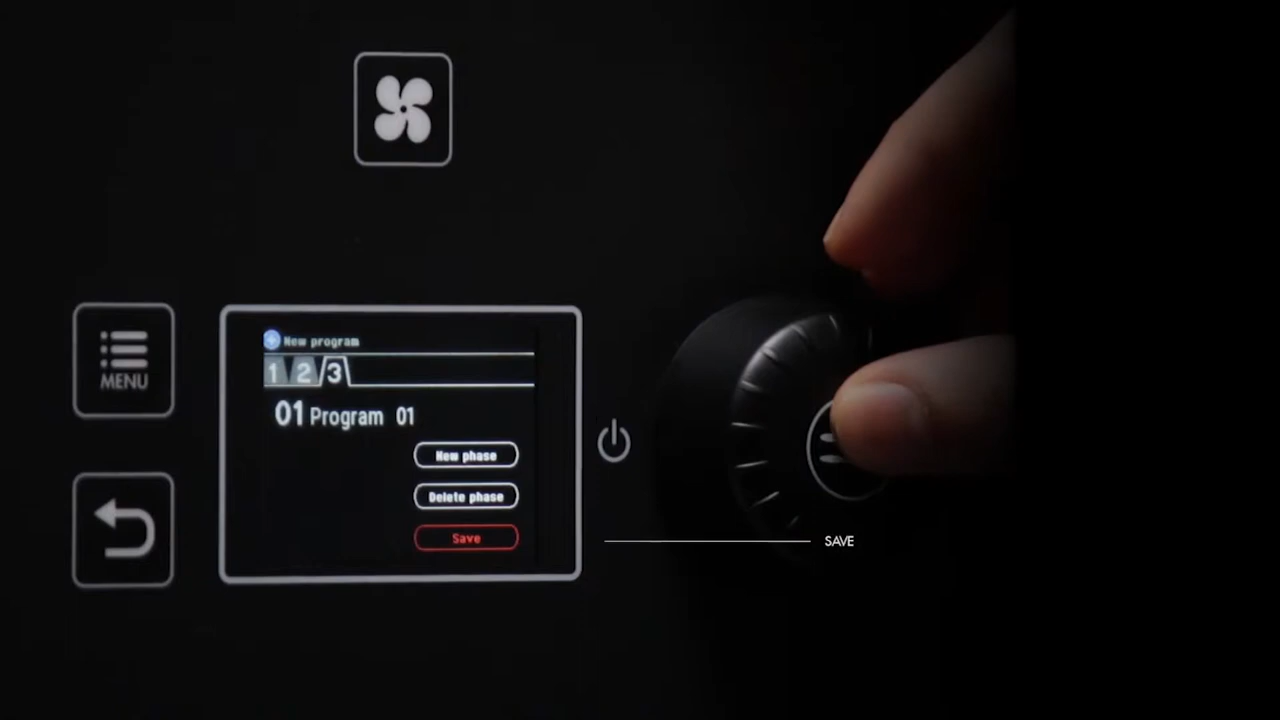 MENU
New program
1 2 3
01 Program 01
New phase
Delete phase
Save
SAVE